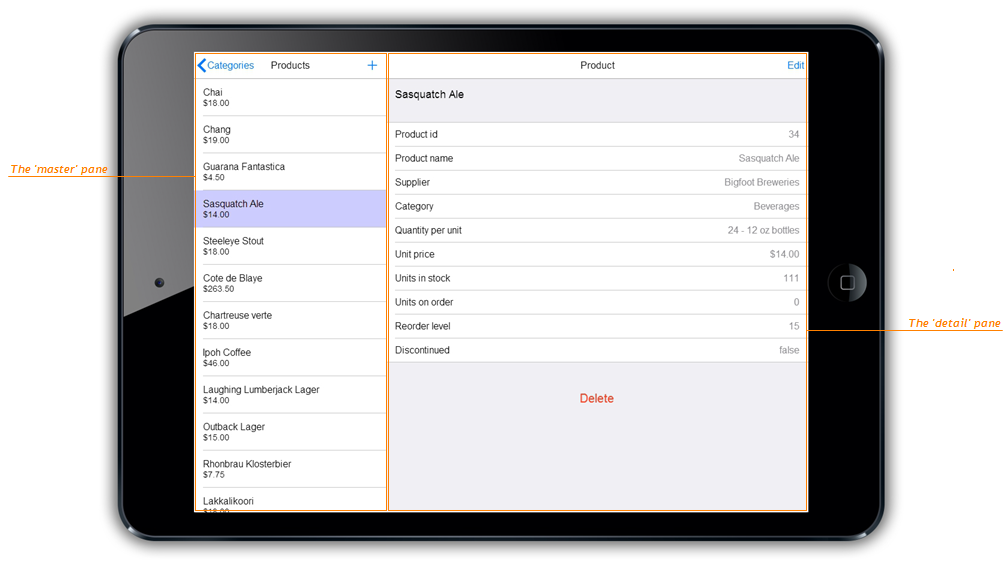 Categories Products +
Chai
$18.00
Chang
$19.00
Guarana Fantastica
$4.50
Sasquatch Ale
$14.00
Steeleye Stout
$18.00
Cote de Blaye
$263.50
Chartreuse verte
$18.00
Ipoh Coffee
$46.00
Laughing Lumberjack Lager
$14.00
Outback Lager
$15.00
Rhonbrau Klosterbier
$7.75
Lakkalikoori
$18.00
Product Edit
Sasquatch Ale
Product id 34
Product name Sasquatch Ale
Supplier Bigfoot Breweries
Category Beverages
Quantity per unit 24 - 12 oz bottles
Unit price $14.00
Units in stock 111
Units on order 0
Reorder level 15
Discontinued false
Delete
The 'master' pane
The 'detail' pane